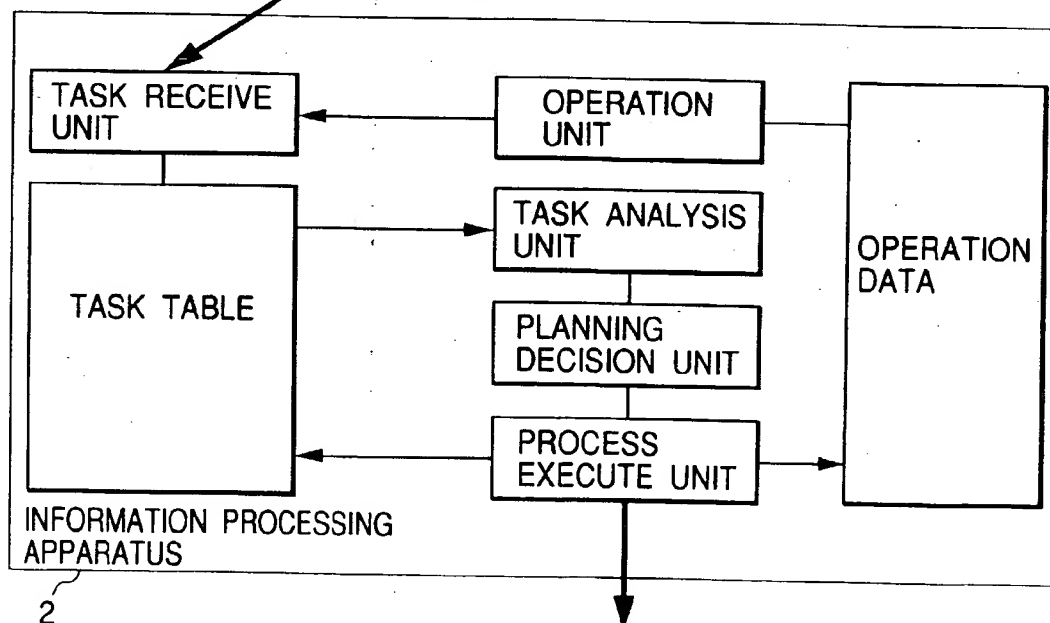 TASK RECEIVE
UNIT
OPERATION
UNIT
TASK ANALYSIS
UNIT
OPERATION
DATA
TASK TABLE
PLANNING
DECISION UNIT
PROCESS
EXECUTE UNIT
INFORMATION PROCESSING
APPARATUS
2